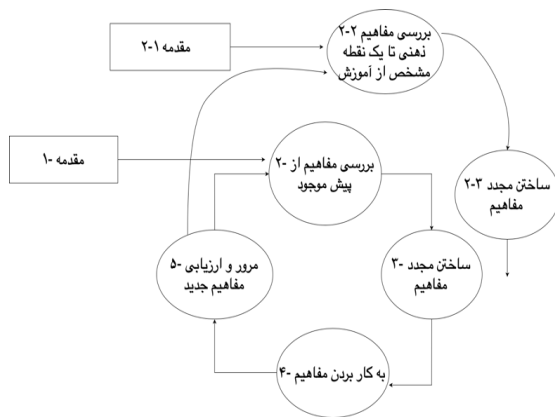 ۲-۱ مقدمه
۲-۲ بررسی مفاهیم
ذهنی تا یک نقطه
مشخص از آموزش
۱- مقدمه
۲- بررسی مفاهیم از
پیش موجود
۲-۳ ساختن مجدد
مفاهیم
۵- مرور و ارزیابی
مفاهیم جدید
۳- ساختن مجدد
مفاهیم
۴- به کار بردن مفاهیم